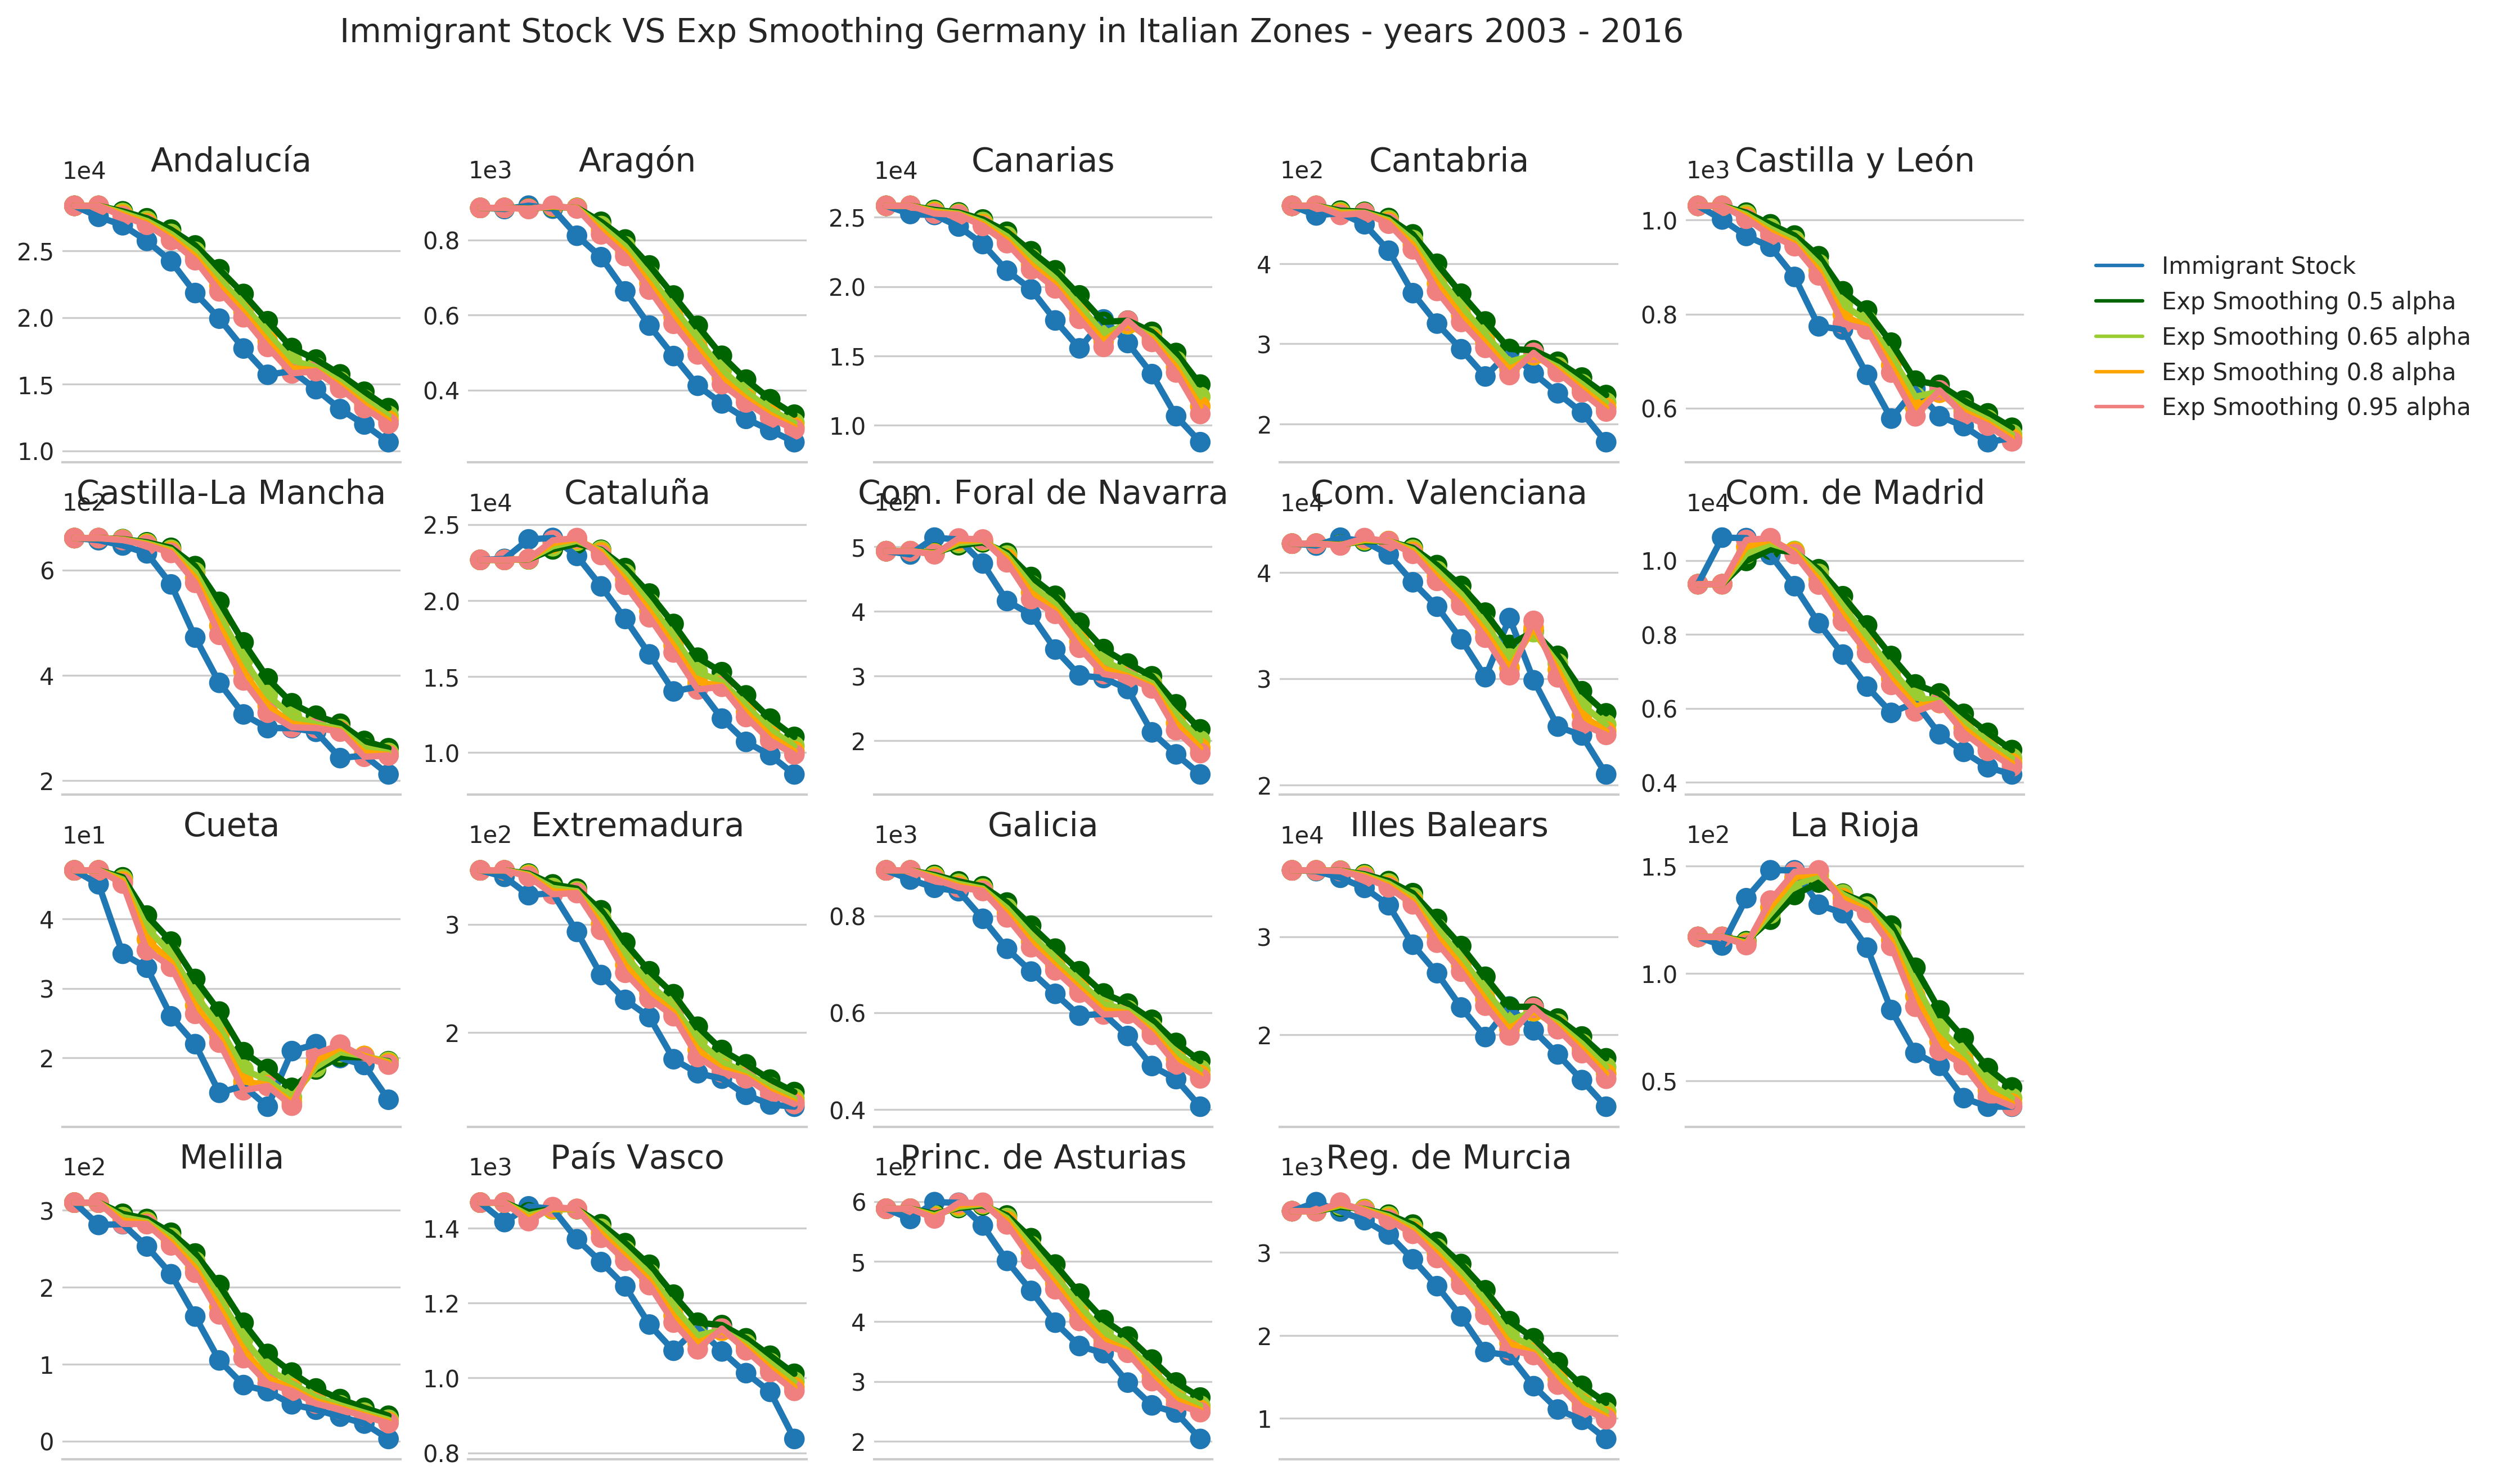 Immigrant Stock VS Exp Smoothing Germany in Italian Zones - years 2003 - 2016
Andalucía
1e4
2.5
2.0
1.5
1.0
Aragón
1e3
0.8
0.6
0.4
Canarias
1e4
2.5
2.0
1.5
1.0
Cantabria
1e2
4
3
2
Castilla y León
1e3
1.0
0.8
0.6
Immigrant Stock
Exp Smoothing 0.5 alpha
Exp Smoothing 0.65 alpha
Exp Smoothing 0.8 alpha
Exp Smoothing 0.95 alpha
Castilla-La Mancha
1e2
6
4
2
Cataluña
1e4
2.5
2.0
1.5
1.0
Com. Foral de Navarra
1e2
5
4
3
2
Com. Valenciana
1e4
4
3
2
Com. de Madrid
1e4
1.0
0.8
0.6
0.4
Cueta
1e1
4
3
2
Extremadura
1e2
3
2
Galicia
1e3
0.8
0.6
0.4
Illes Balears
1e4
3
2
La Rioja
1e2
1.5
1.0
0.5
Melilla
1e2
3
2
1
0
País Vasco
1e3
1.4
1.2
1.0
0.8
Princ. de Asturias
1e2
6
5
4
3
2
Reg. de Murcia
1e3
3
2
1